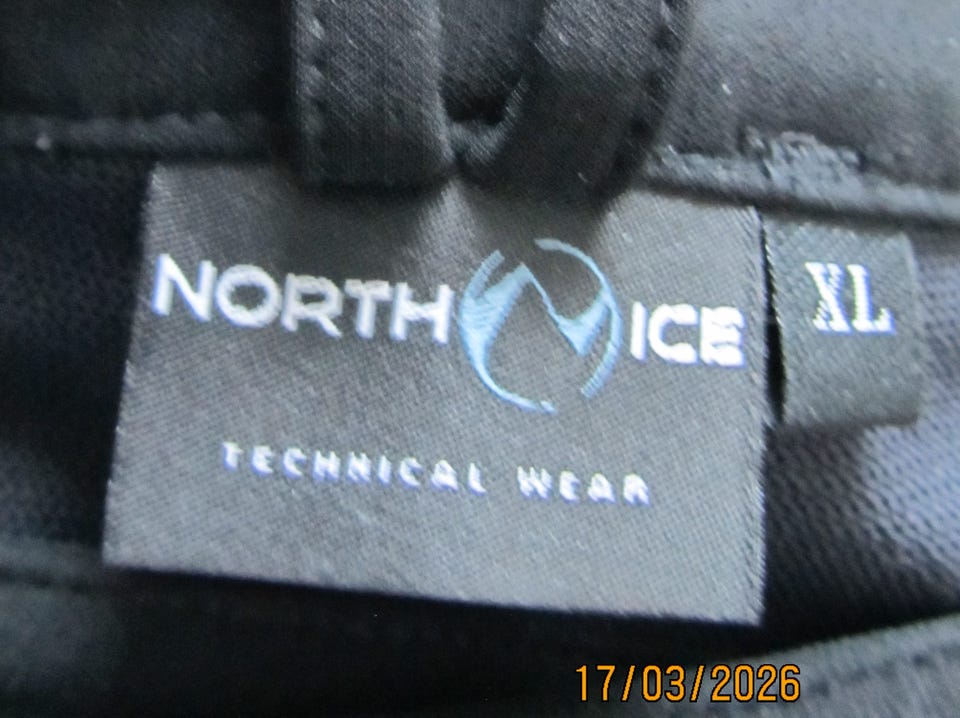 NORTH ICE
XL
TECHNICAL WEAR
17/03/2026